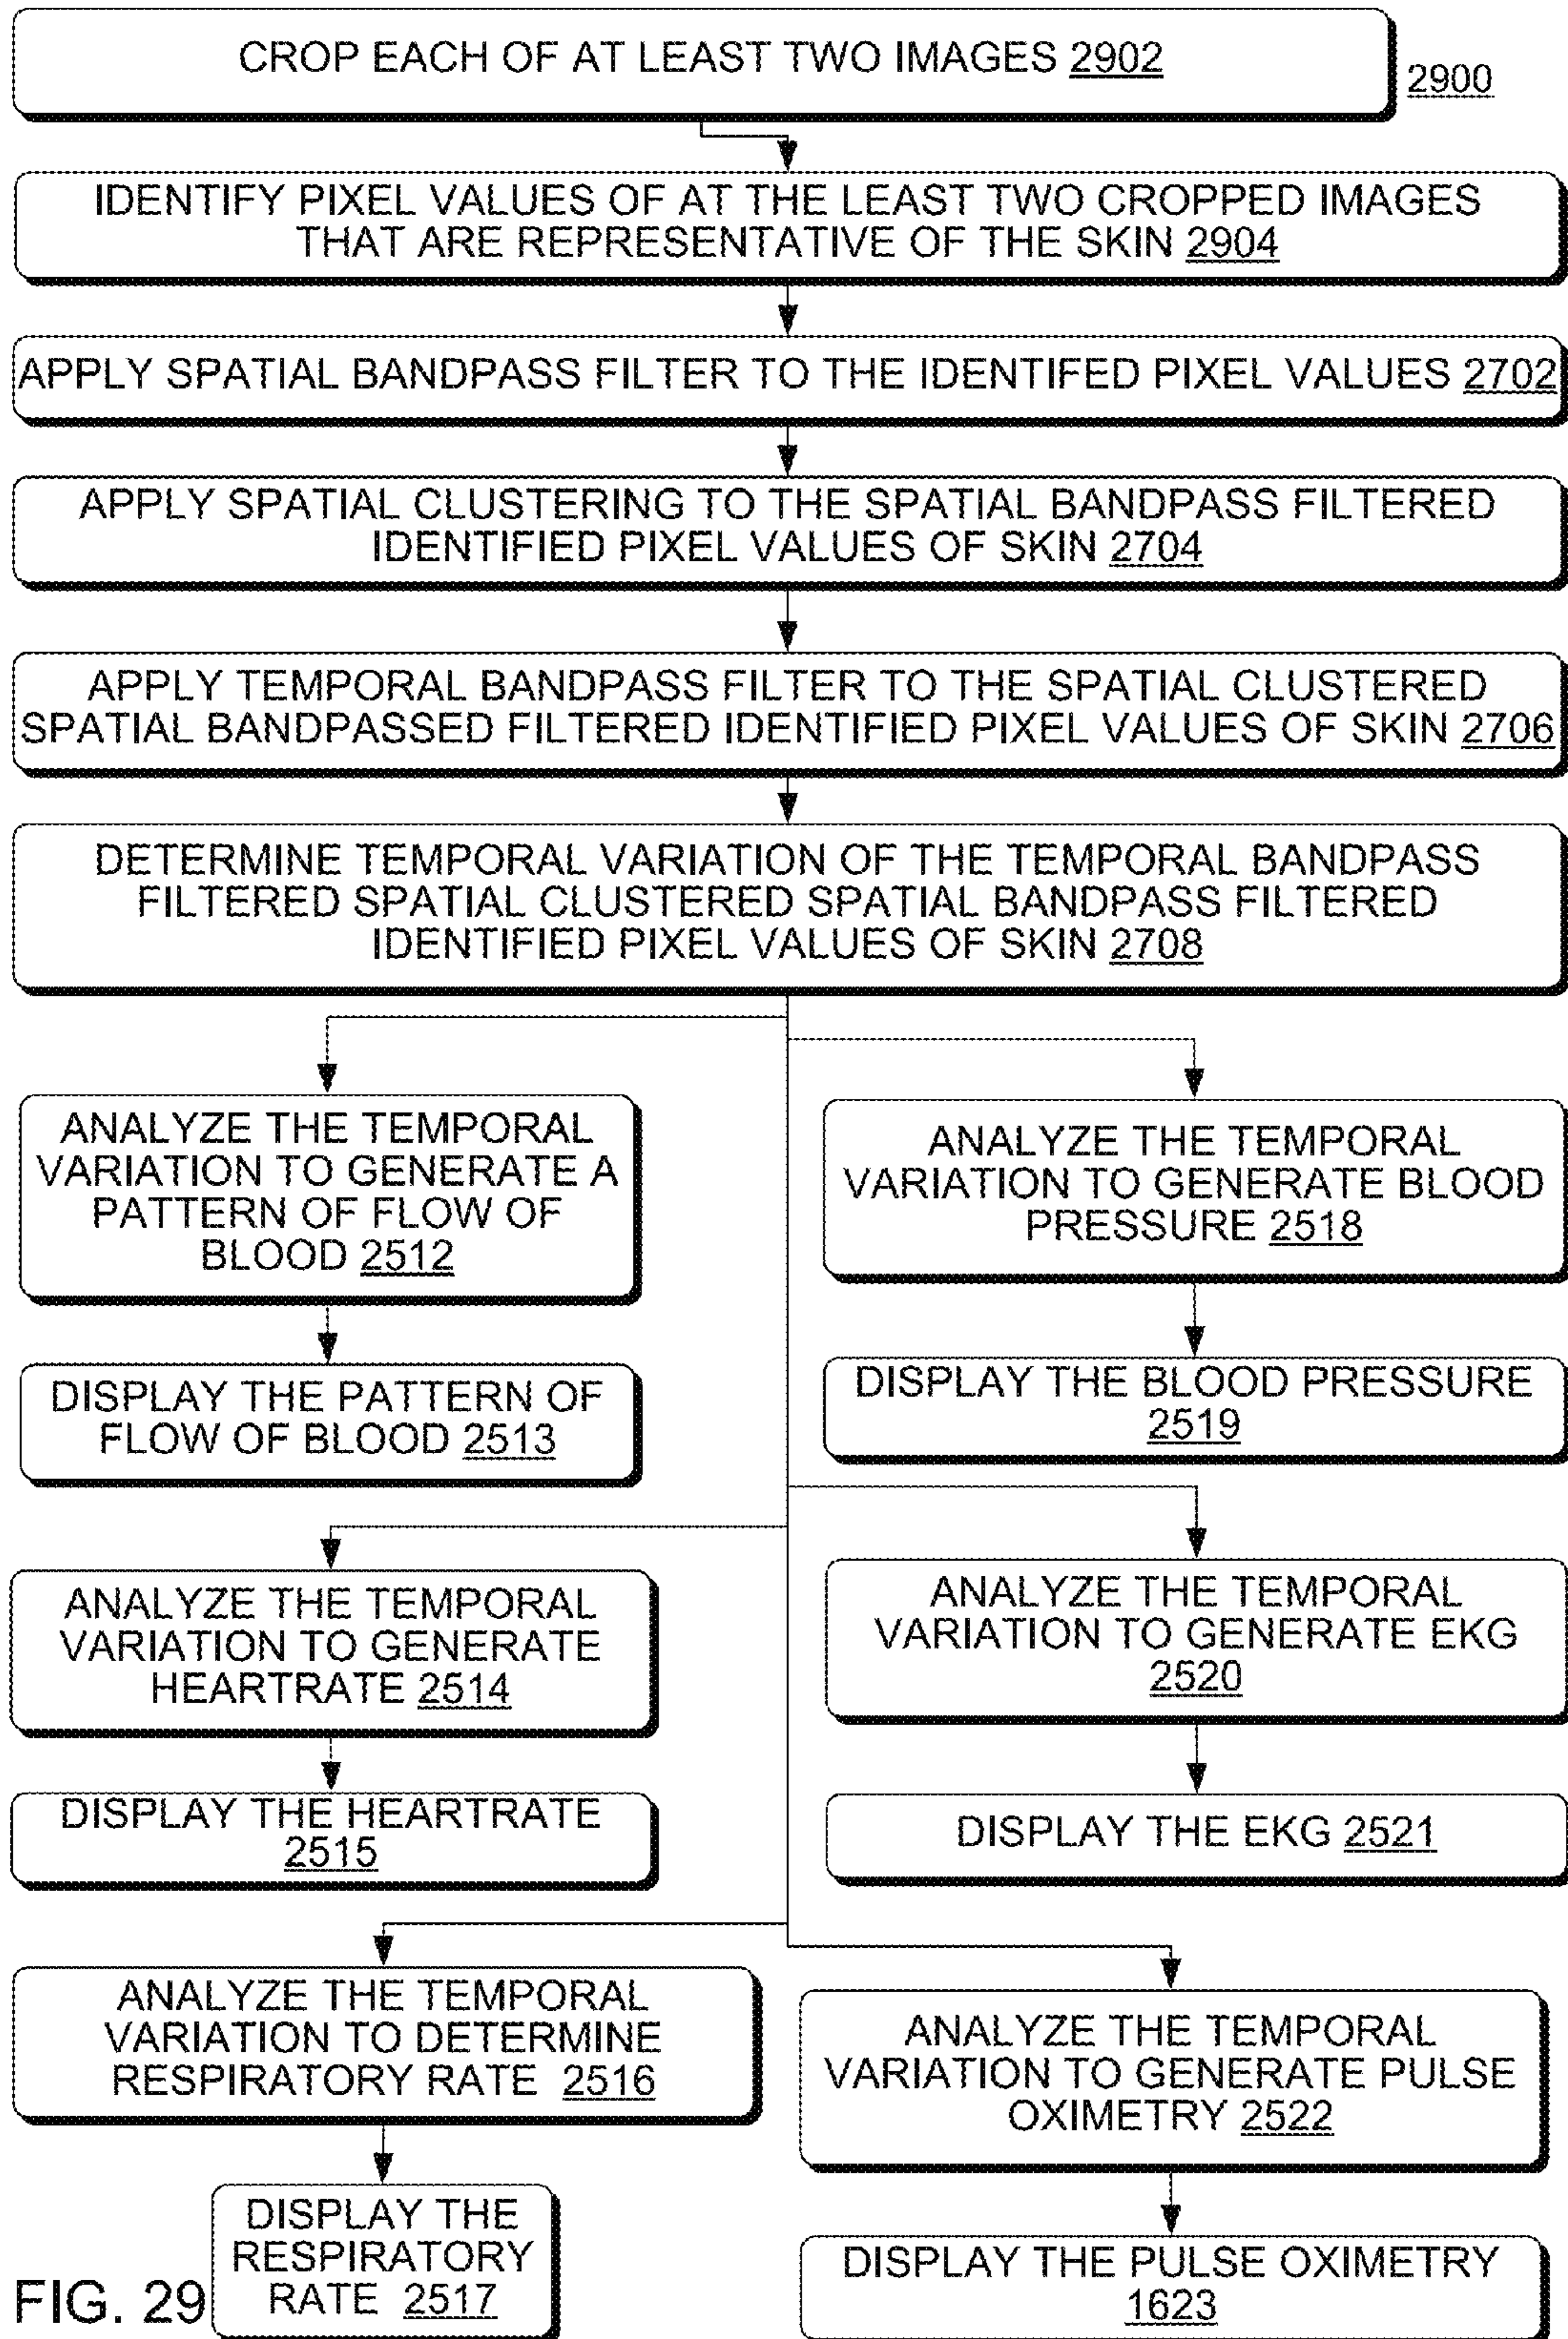 CROP EACH OF AT LEAST TWO IMAGES 2902
2900
IDENTIFY PIXEL VALUES OF AT THE LEAST TWO CROPPED IMAGES
THAT ARE REPRESENTATIVE OF THE SKIN 2904
APPLY SPATIAL BANDPASS FILTER TO THE IDENTIFED PIXEL VALUES 2702
APPLY SPATIAL CLUSTERING TO THE SPATIAL BANDPASS FILTERED
IDENTIFIED PIXEL VALUES OF SKIN 2704
APPLY TEMPORAL BANDPASS FILTER TO THE SPATIAL CLUSTERED
SPATIAL BANDPASSED FILTERED IDENTIFIED PIXEL VALUES OF SKIN 2706
DETERMINE TEMPORAL VARIATION OF THE TEMPORAL BANDPASS
FILTERED SPATIAL CLUSTERED SPATIAL BANDPASS FILTERED
IDENTIFIED PIXEL VALUES OF SKIN 2708
ANALYZE THE TEMPORAL
VARIATION TO GENERATE A
PATTERN OF FLOW OF
BLOOD 2512
ANALYZE THE TEMPORAL
VARIATION TO GENERATE BLOOD
PRESSURE 2518
DISPLAY THE PATTERN OF
FLOW OF BLOOD 2513
DISPLAY THE BLOOD PRESSURE
2519
ANALYZE THE TEMPORAL
VARIATION TO GENERATE
HEARTRATE 2514
ANALYZE THE TEMPORAL
VARIATION TO GENERATE EKG
2520
DISPLAY THE HEARTRATE
2515
DISPLAY THE EKG 2521
ANALYZE THE TEMPORAL
VARIATION TO DETERMINE
RESPIRATORY RATE 2516
ANALYZE THE TEMPORAL
VARIATION TO GENERATE PULSE
OXIMETRY 2522
DISPLAY THE
RESPIRATORY
RATE 2517
DISPLAY THE PULSE OXIMETRY
1623
FIG. 29